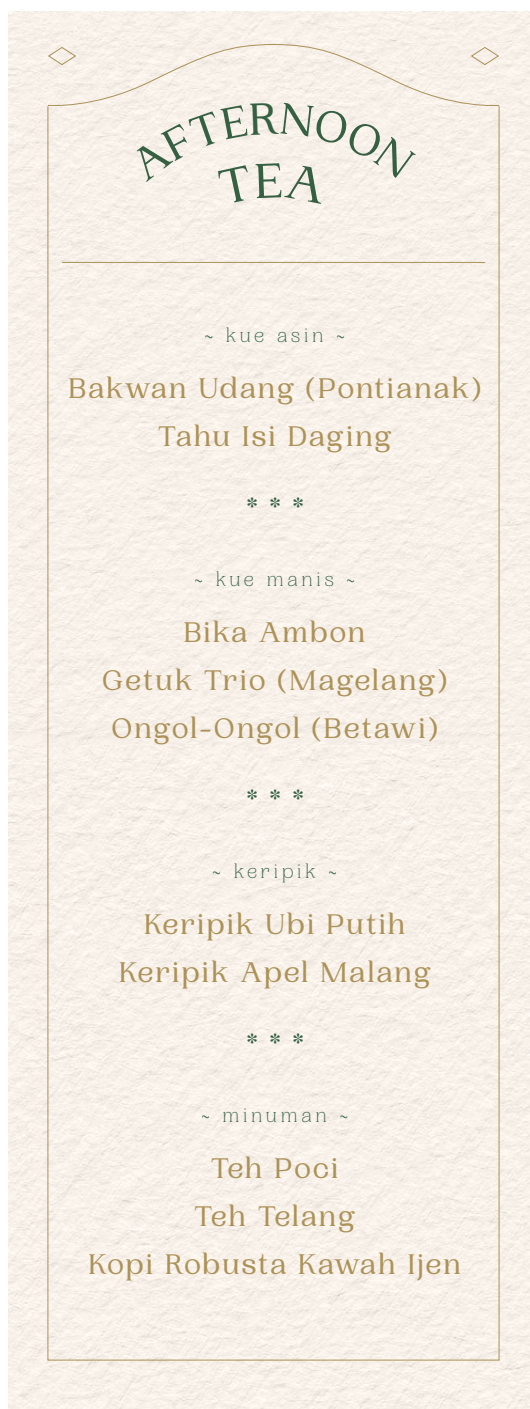 AFTERNOON
TEA
~ kue asin ~
Bakwan Udang (Pontianak)
Tahu Isi Daging
* * *
~ kue manis ~
Bika Ambon
Getuk Trio (Magelang)
Ongol-Ongol (Betawi)
* * *
~ keripik ~
Keripik Ubi Putih
Keripik Apel Malang
* * *
~ minuman ~
Teh Poci
Teh Telang
Kopi Robusta Kawah Ijen